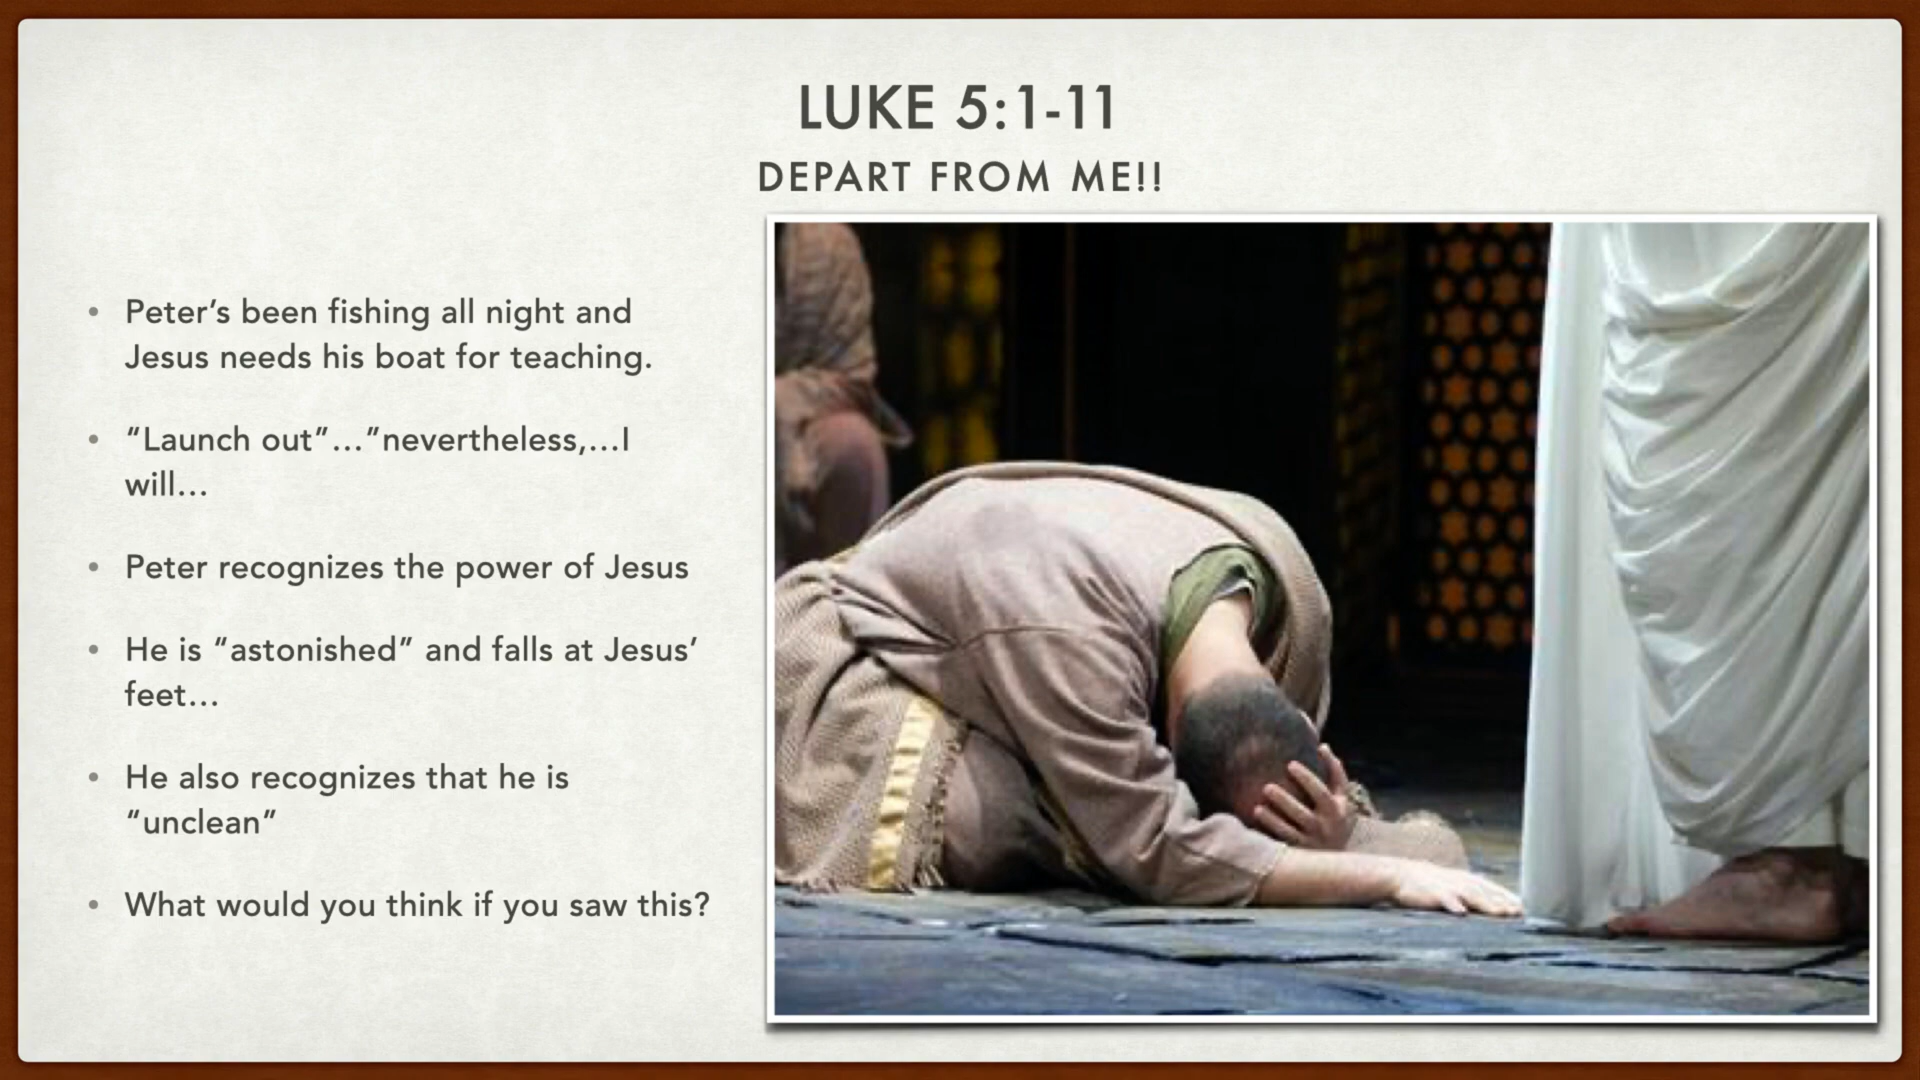 LUKE 5:1-11
DEPART FROM ME!!
• Peter’s been fishing all night and
Jesus needs his boat for teaching.
• “Launch out”…”nevertheless,…I
will…
• Peter recognizes the power of Jesus
• He is “astonished” and falls at Jesus’
feet…
• He also recognizes that he is
“unclean”
• What would you think if you saw this?